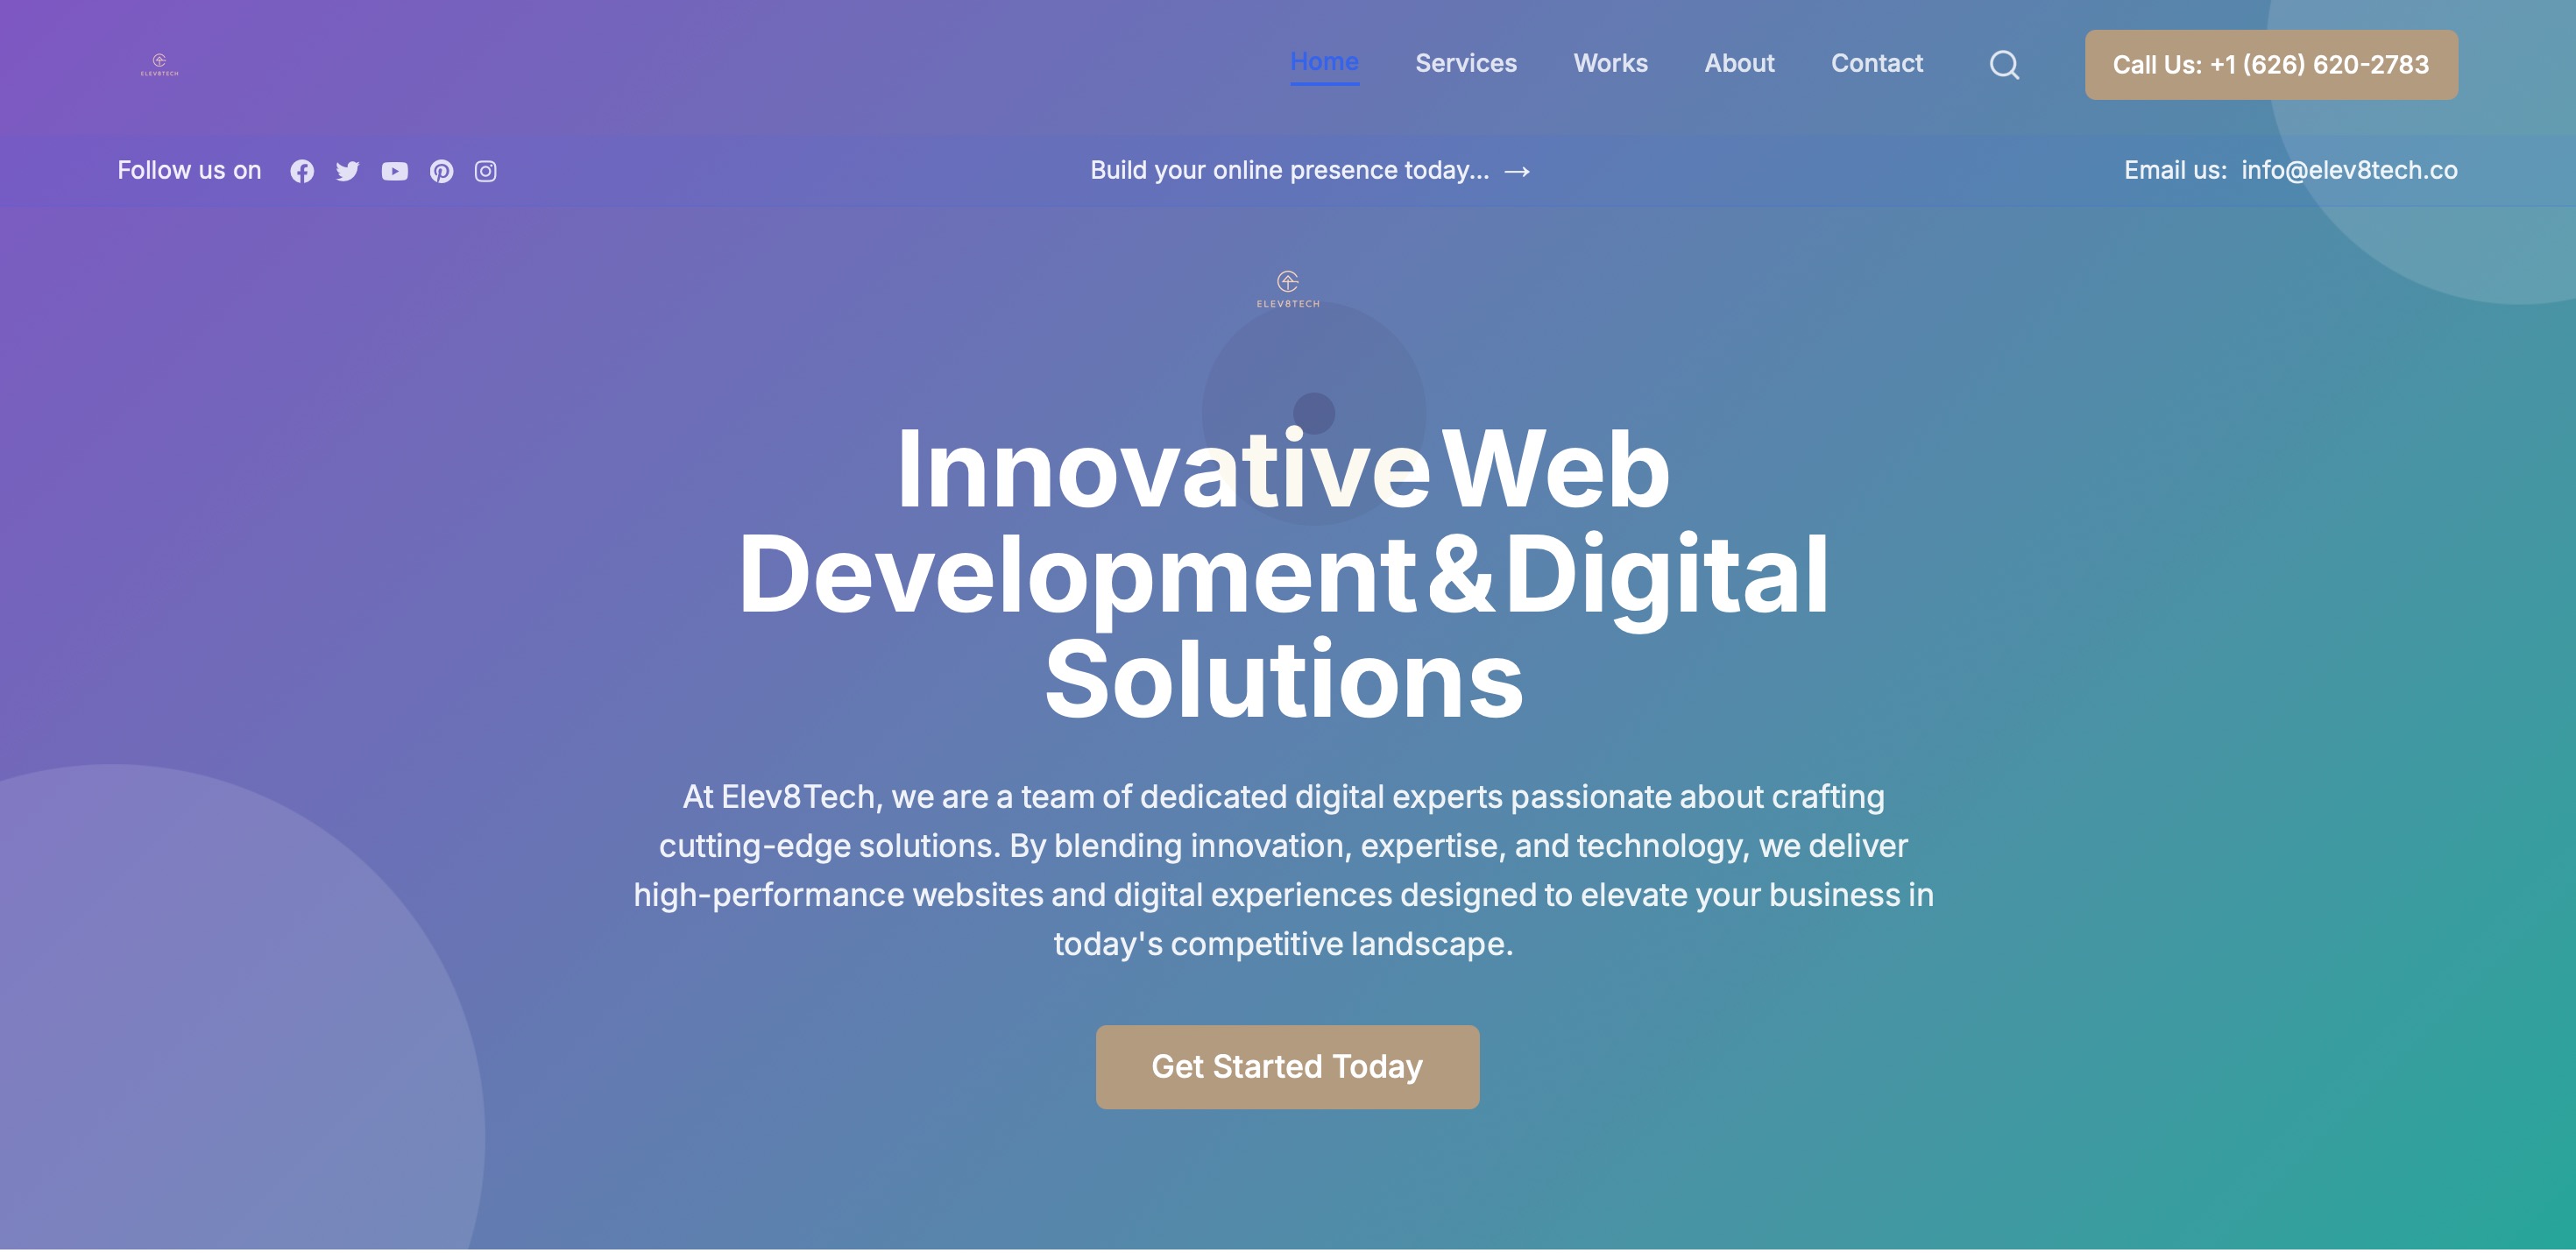 ELEV8TECH
Home Services Works About Contact Call Us: +1 (626) 620-2783
Follow us on Build your online presence today... → Email us: info@elev8tech.co
ELEV8TECH
Innovative Web
Development & Digital
Solutions
At Elev8Tech, we are a team of dedicated digital experts passionate about crafting
cutting-edge solutions. By blending innovation, expertise, and technology, we deliver
high-performance websites and digital experiences designed to elevate your business in
today's competitive landscape.
Get Started Today